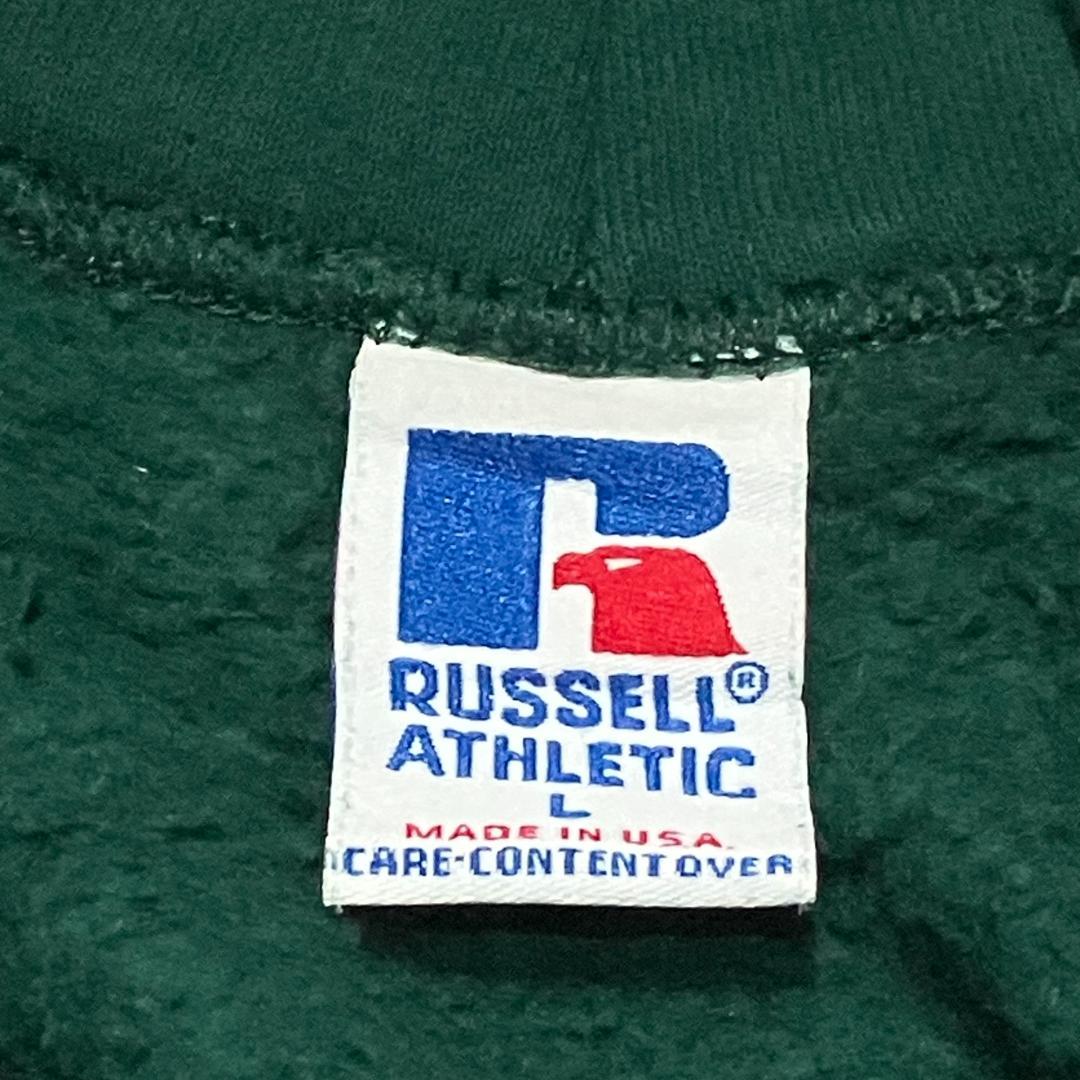 RUSSELL®
ATHLETIC
L
MADE IN U.S.A.
CARE-CONTENT OVER